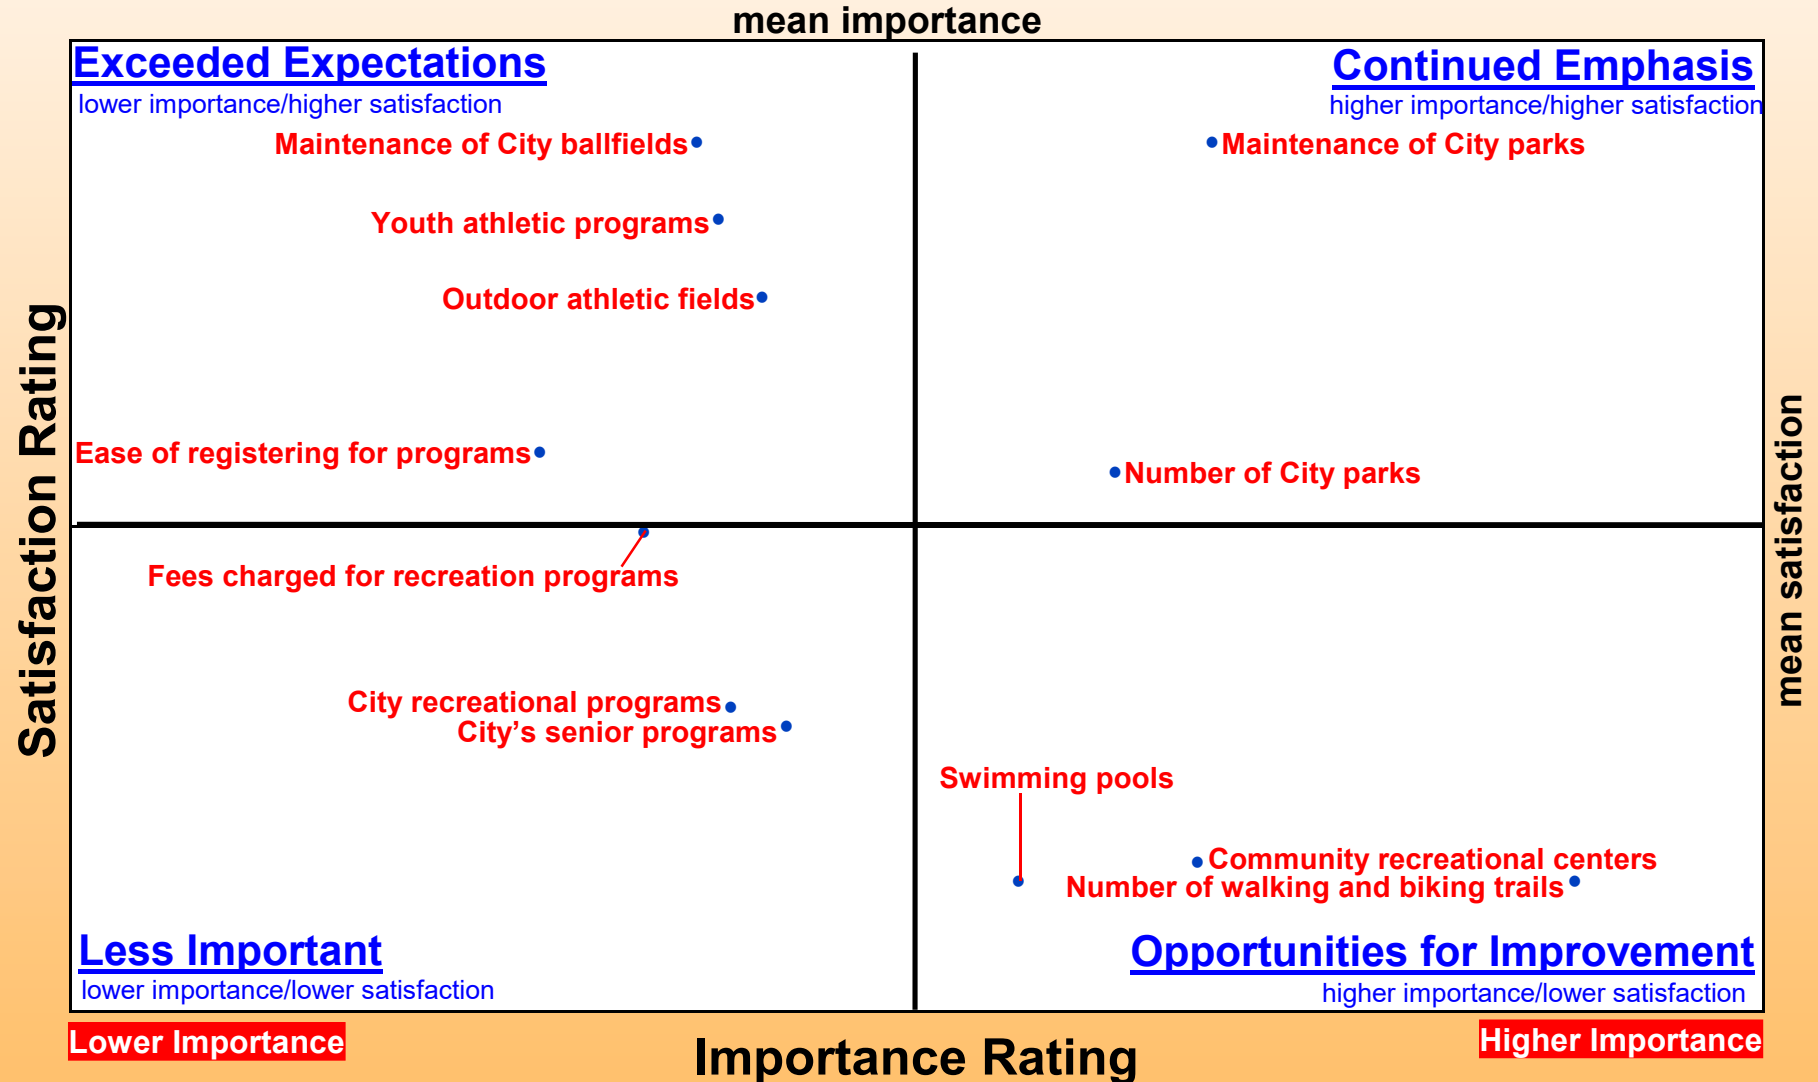 mean importance
Exceeded Expectations
lower importance/higher satisfaction
Continued Emphasis
higher importance/higher satisfaction
Maintenance of City ballfields
Maintenance of City parks
Youth athletic programs
Outdoor athletic fields
Ease of registering for programs
Number of City parks
Satisfaction Rating
mean satisfaction
Fees charged for recreation programs
City recreational programs
City’s senior programs
Swimming pools
Community recreational centers
Number of walking and biking trails
Less Important
lower importance/lower satisfaction
Opportunities for Improvement
higher importance/lower satisfaction
Lower Importance
Importance Rating
Higher Importance